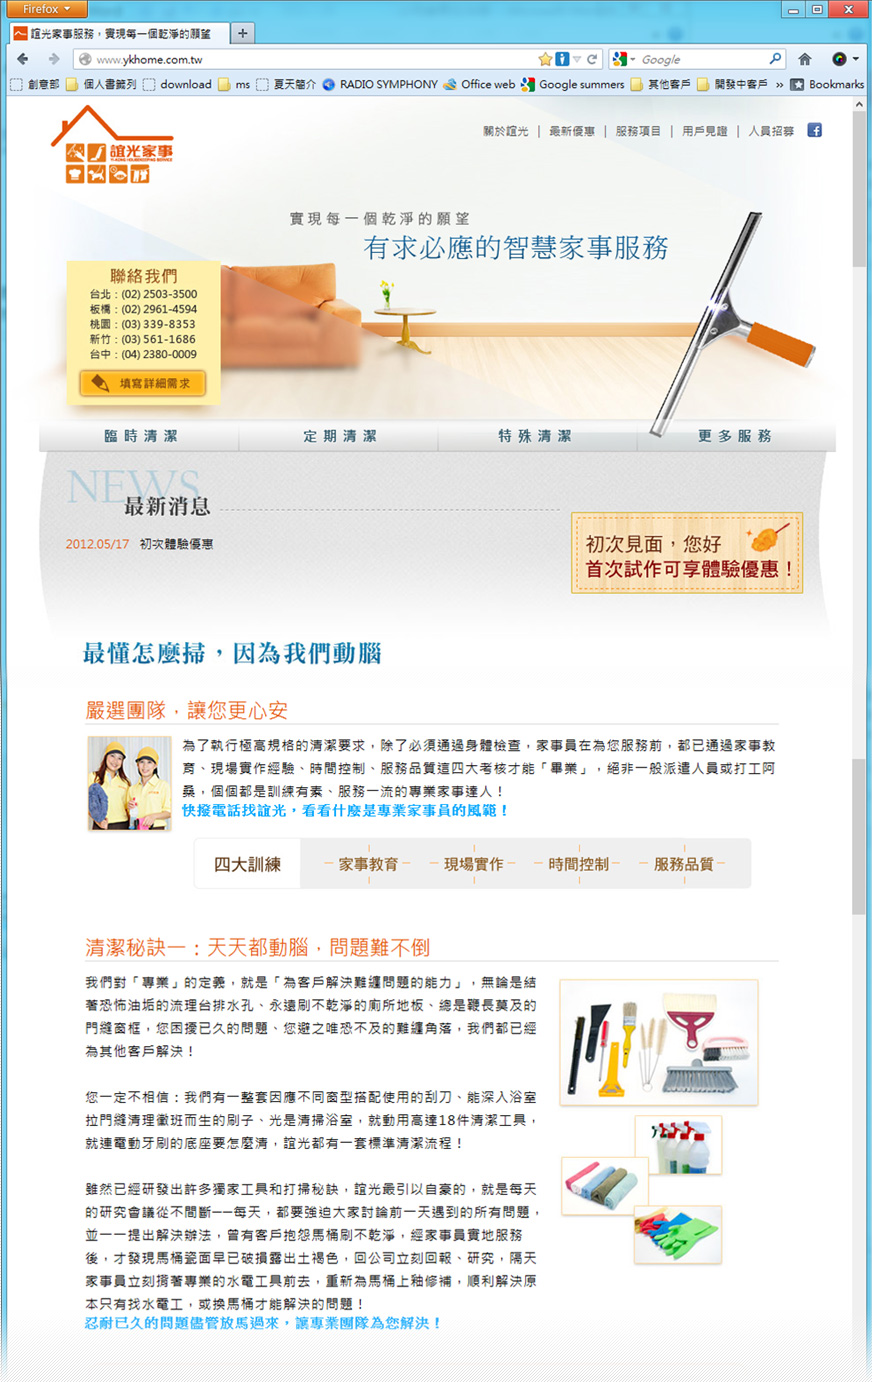 Firefox
誼光家事服務，實現每一個乾淨的願望
www.ykhome.com.tw
Google
創意部 個人書籤列 download ms 夏天簡介 RADIO SYMPHONY Office web Google summers 其他客戶 開發中客戶 » Bookmarks
誼光家事
關於誼光 | 最新優惠 | 服務項目 | 用戶見證 | 人員招募
實現每一個乾淨的願望
有求必應的智慧家事服務
聯絡我們
台北：(02) 2503-3500
板橋：(02) 2961-4594
桃園：(03) 339-8353
新竹：(03) 561-1686
台中：(04) 2380-0009
填寫詳細需求
臨時清潔 定期清潔 特殊清潔 更多服務
NEWS
最新消息
2012.05/17 初次體驗優惠
初次見面，您好
首次試作可享體驗優惠！
最懂怎麼掃，因為我們動腦
嚴選團隊，讓您更心安
為了執行極高規格的清潔要求，除了必須通過身體檢查，家事員在為您服務前，都已通過家事教
育、現場實作經驗、時間控制、服務品質這四大考核才能「畢業」，絕非一般派遣人員或打工阿
桑，個個都是訓練有素、服務一流的專業家事達人！
快撥電話找誼光，看看什麼是專業家事員的風範！
四大訓練 家事教育 現場實作 時間控制 服務品質
清潔秘訣一：天天都動腦，問題難不倒
我們對「專業」的定義，就是「為客戶解決難纏問題的能力」，無論是結
著恐怖油垢的流理台排水孔、永遠刷不乾淨的廁所地板、總是鞭長莫及的
門縫窗框，您困擾已久的問題、您避之唯恐不及的難纏角落，我們都已經
為其他客戶解決！
您一定不相信：我們有一整套因應不同窗型搭配使用的刮刀、能深入浴室
拉門縫清理黴斑而生的刷子、光是清掃浴室，就動用高達18件清潔工具，
就連電動牙刷的底座要怎麼清，誼光都有一套標準清潔流程！
雖然已經研發出許多獨家工具和打掃秘訣，誼光最引以自豪的，就是每天
的研究會議從不間斷──每天，都要強迫大家討論前一天遇到的所有問題，
並一一提出解決辦法，曾有客戶抱怨馬桶刷不乾淨，經家事員實地服務
後，才發現馬桶瓷面早已破損露出土褐色，回公司立刻回報、研究，隔天
家事員立刻揹著專業的水電工具前去，重新為馬桶上釉修補，順利解決原
本只有找水電工，或換馬桶才能解決的問題！
忍耐已久的問題儘管放馬過來，讓專業團隊為您解決！